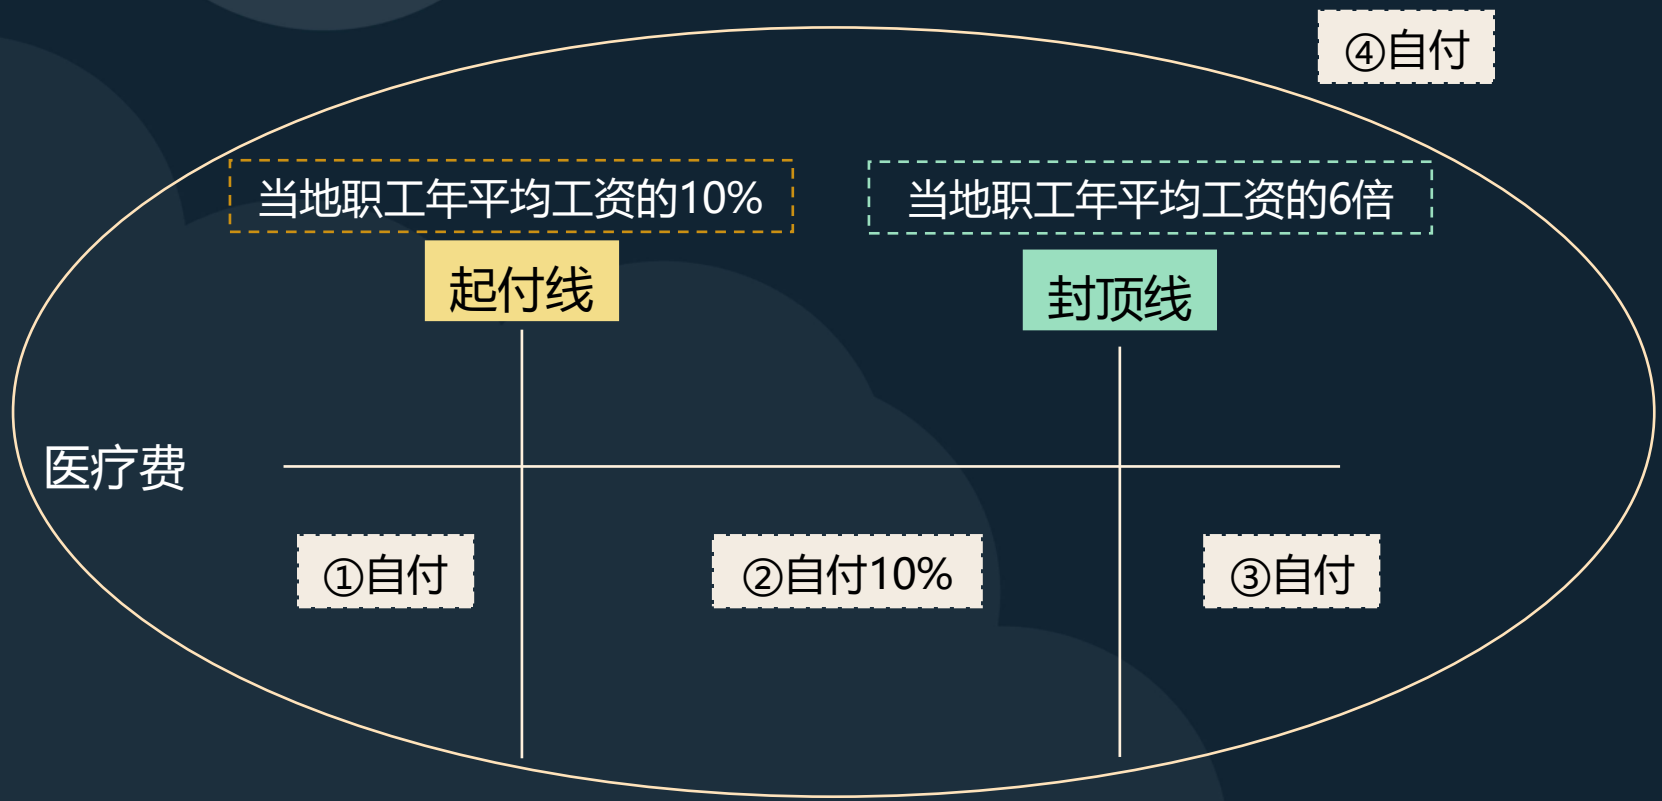 ④自付
当地职工年平均工资的10%
当地职工年平均工资的6倍
起付线
封顶线
医疗费
①自付
②自付10%
③自付